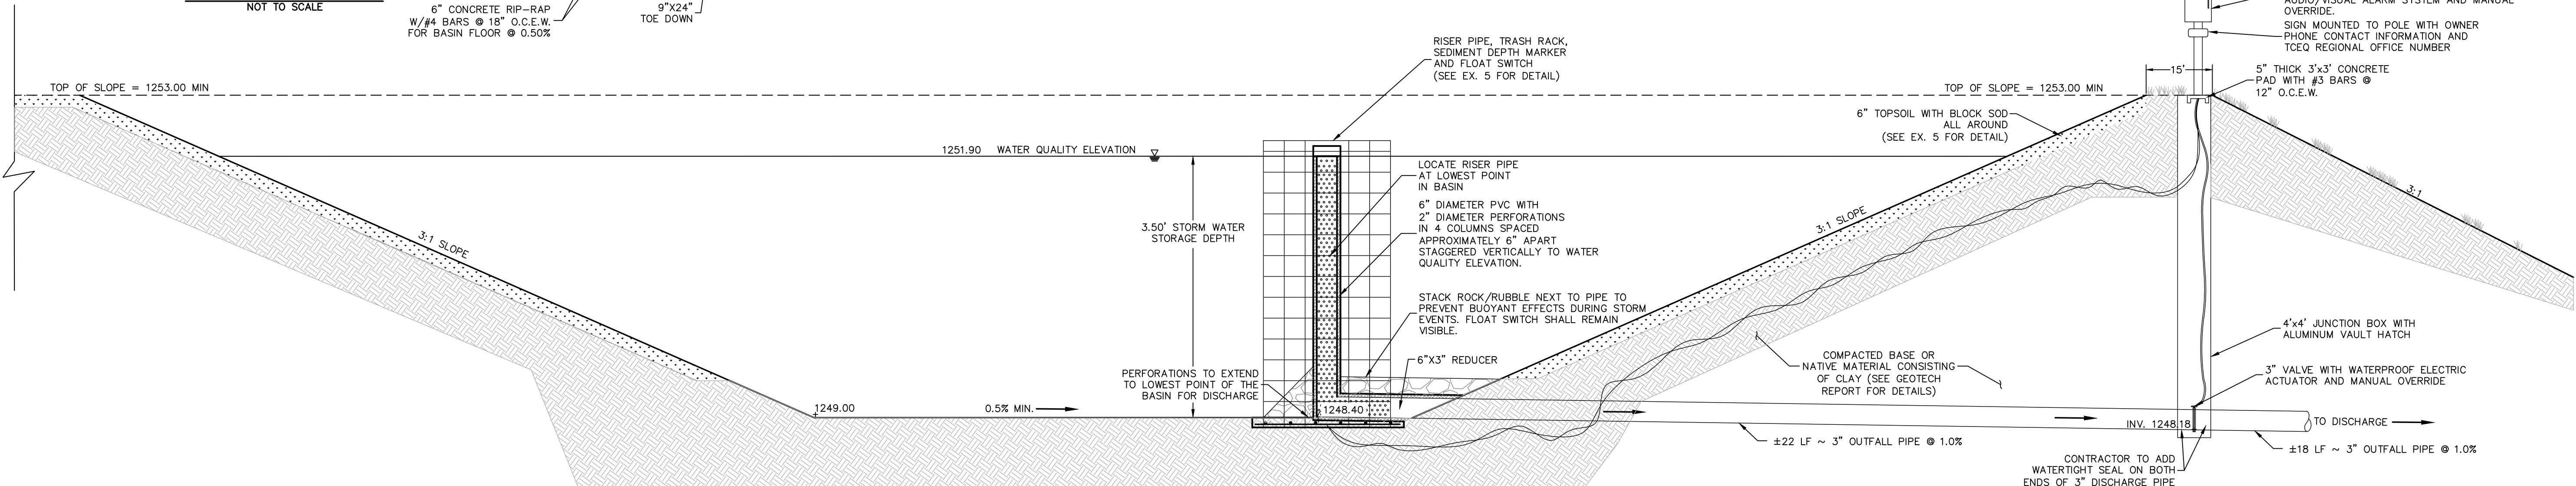 NOT TO SCALE
6" CONCRETE RIP-RAP
W/#4 BARS @ 18" O.C.E.W.
FOR BASIN FLOOR @ 0.50%
9"X24"
TOE DOWN
OVERRIDE.
SIGN MOUNTED TO POLE WITH OWNER
PHONE CONTACT INFORMATION AND
TCEQ REGIONAL OFFICE NUMBER
RISER PIPE, TRASH RACK,
SEDIMENT DEPTH MARKER
AND FLOAT SWITCH
(SEE EX. 5 FOR DETAIL)
15'
5" THICK 3'x3' CONCRETE
PAD WITH #3 BARS @
12" O.C.E.W.
TOP OF SLOPE = 1253.00 MIN
TOP OF SLOPE = 1253.00 MIN
6" TOPSOIL WITH BLOCK SOD
ALL AROUND
(SEE EX. 5 FOR DETAIL)
1251.90 WATER QUALITY ELEVATION
LOCATE RISER PIPE
AT LOWEST POINT
IN BASIN
6" DIAMETER PVC WITH
2" DIAMETER PERFORATIONS
IN 4 COLUMNS SPACED
APPROXIMATELY 6" APART
STAGGERED VERTICALLY TO WATER
QUALITY ELEVATION.
3.50' STORM WATER
STORAGE DEPTH
3:1 SLOPE
3:1 SLOPE
3:1
STACK ROCK/RUBBLE NEXT TO PIPE TO
PREVENT BUOYANT EFFECTS DURING STORM
EVENTS. FLOAT SWITCH SHALL REMAIN
VISIBLE.
6"X3" REDUCER
COMPACTED BASE OR
NATIVE MATERIAL CONSISTING
OF CLAY (SEE GEOTECH
REPORT FOR DETAILS)
4'x4' JUNCTION BOX WITH
ALUMINUM VAULT HATCH
3" VALVE WITH WATERPROOF ELECTRIC
ACTUATOR AND MANUAL OVERRIDE
PERFORATIONS TO EXTEND
TO LOWEST POINT OF THE
BASIN FOR DISCHARGE
1249.00
0.5% MIN.
1248.40
INV. 1248.18
TO DISCHARGE
±22 LF ~ 3" OUTFALL PIPE @ 1.0%
±18 LF ~ 3" OUTFALL PIPE @ 1.0%
CONTRACTOR TO ADD
WATERTIGHT SEAL ON BOTH
ENDS OF 3" DISCHARGE PIPE